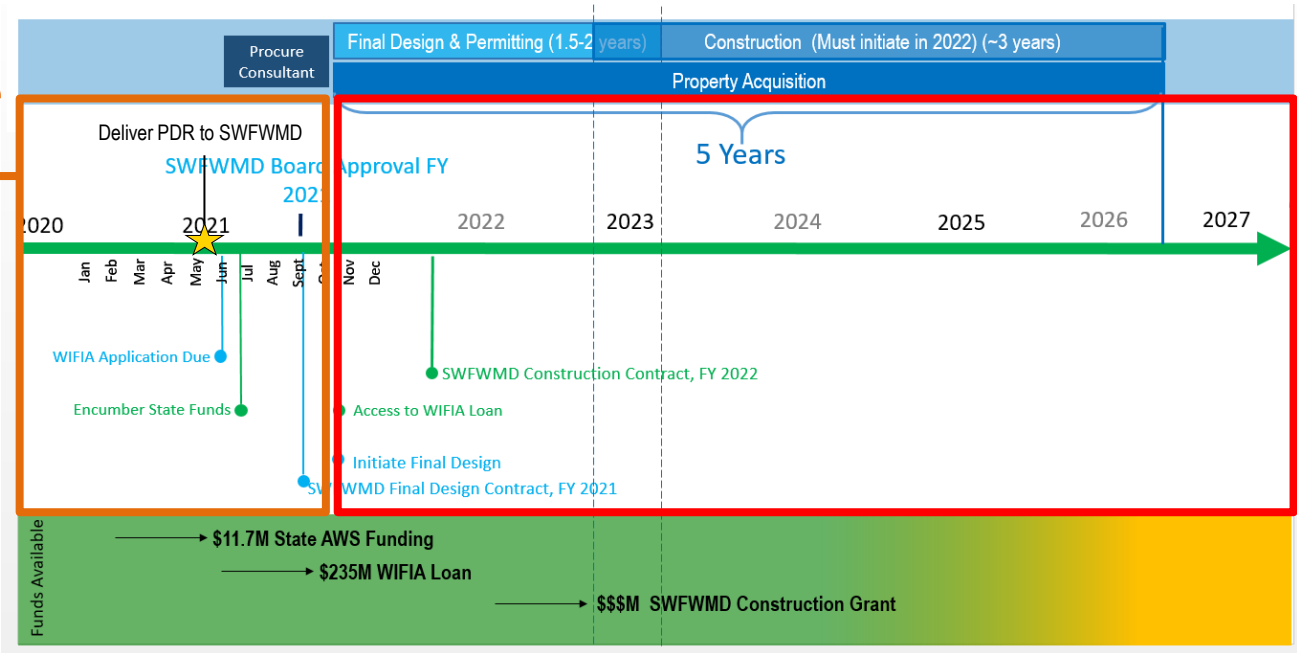 Final Design & Permitting (1.5-2 years)
Construction (Must initiate in 2022) (~3 years)
Procure
Consultant
Property Acquisition
Deliver PDR to SWFWMD
SWFWMD Board Approval FY
5 Years
2020
2021
2022
2023
2024
2025
2026
2027
Jan
Feb
Mar
Apr
May
Jun
Jul
Aug
Sept
Nov
Dec
WIFIA Application Due
SWFWMD Construction Contract, FY 2022
Encumber State Funds
Access to WIFIA Loan
Initiate Final Design
SWFWMD Final Design Contract, FY 2021
Funds Available
$11.7M State AWS Funding
$235M WIFIA Loan
$$$M SWFWMD Construction Grant